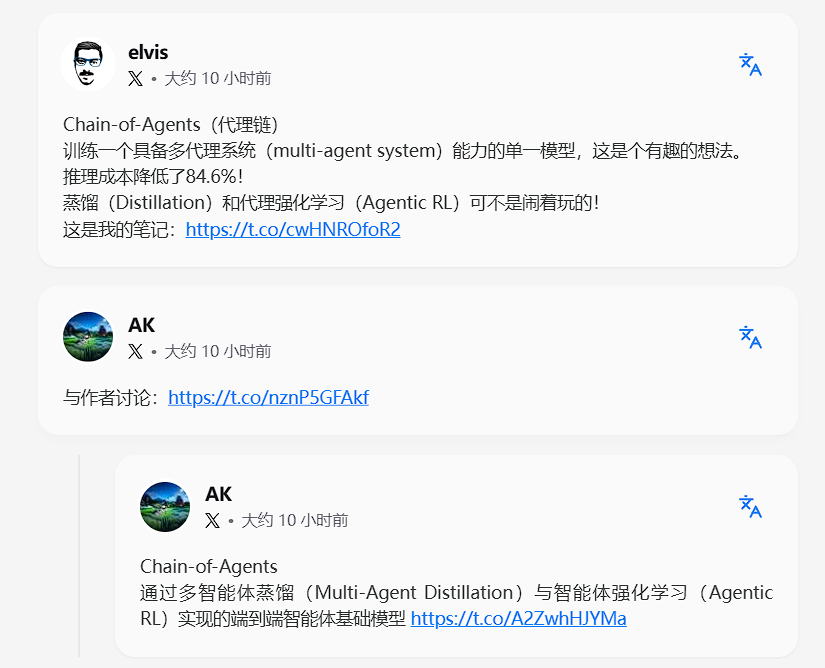 elvis
X • 大约 10 小时前
Chain-of-Agents（代理链）
训练一个具备多代理系统（multi-agent system）能力的单一模型，这是个有趣的想法。
推理成本降低了84.6%！
蒸馏（Distillation）和代理强化学习（Agentic RL）可不是闹着玩的！
这是我的笔记：https://t.co/cwHNROfoR2
AK
X • 大约 10 小时前
与作者讨论：https://t.co/nznP5GFAkf
AK
X • 大约 10 小时前
Chain-of-Agents
通过多智能体蒸馏（Multi-Agent Distillation）与智能体强化学习（Agentic
RL）实现的端到端智能体基础模型 https://t.co/A2ZwhHJYMa